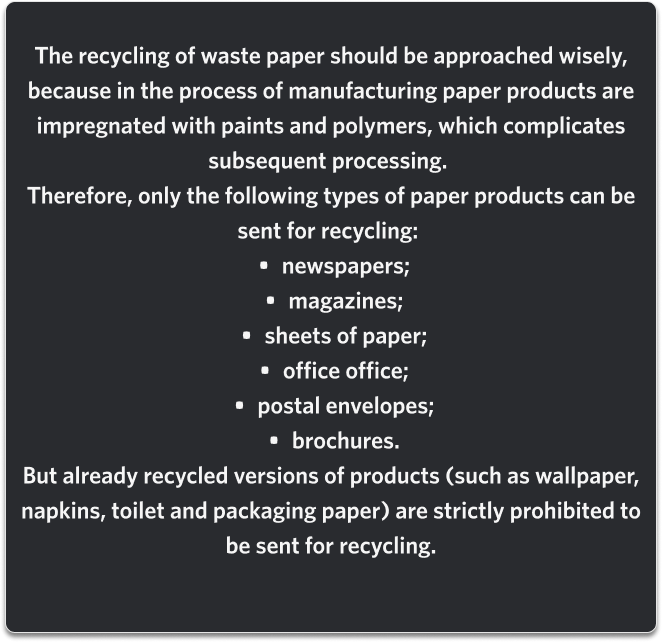 The recycling of waste paper should be approached wisely,
because in the process of manufacturing paper products are
impregnated with paints and polymers, which complicates
subsequent processing.
Therefore, only the following types of paper products can be
sent for recycling:
• newspapers;
• magazines;
• sheets of paper;
• office office;
• postal envelopes;
• brochures.
But already recycled versions of products (such as wallpaper,
napkins, toilet and packaging paper) are strictly prohibited to
be sent for recycling.